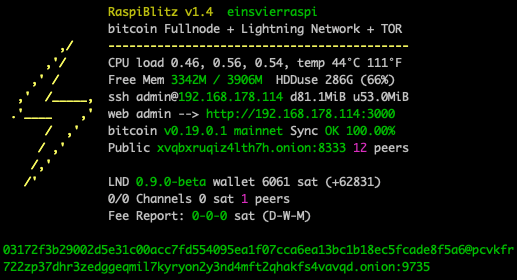 RaspiBlitz v1.4 einsvierraspi
bitcoin Fullnode + Lightning Network + TOR
----------------------------------------
CPU load 0.46, 0.56, 0.54, temp 44°C 111°F
Free Mem 3342M / 3906M HDDuse 286G (66%)
ssh admin@192.168.178.114 d81.1MiB u53.0MiB
web admin --> http://192.168.178.114:3000
bitcoin v0.19.0.1 mainnet Sync OK 100.00%
Public xvqbxruqiz4lth7h.onion:8333 12 peers
LND 0.9.0-beta wallet 6061 sat (+62831)
0/0 Channels 0 sat 1 peers
Fee Report: 0-0-0 sat (D-W-M)
03172f3b29002d5e31c00acc7fd554095ea1f07cca6ea13bc1b18ec5fcade8f5a6@pcvkfr
722zp37dhr3zedggeqmil7kyryon2y3nd4mft2qhakfs4vavqd.onion:9735